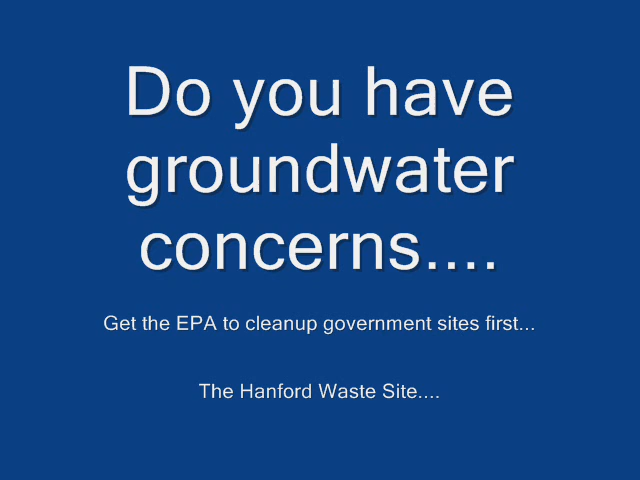 Do you have
groundwater
concerns....
Get the EPA to cleanup government sites first...
The Hanford Waste Site....